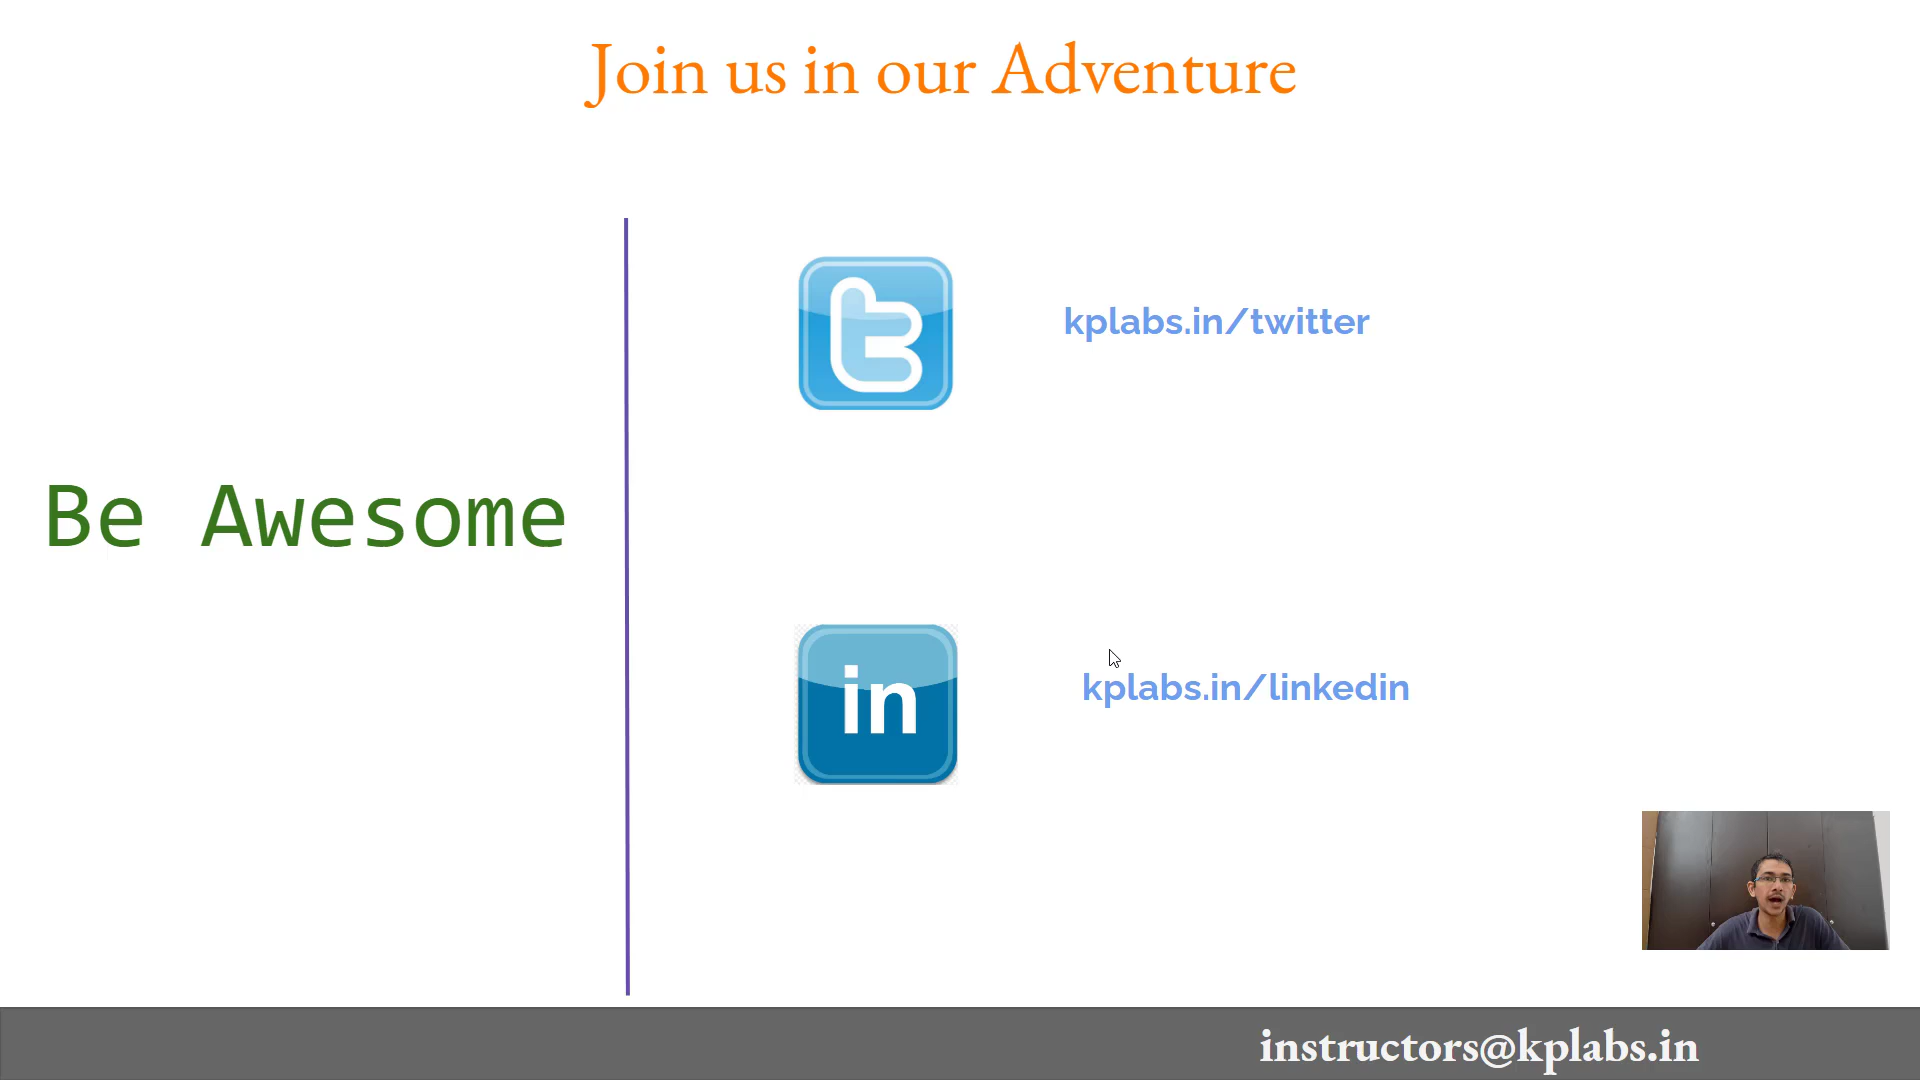 Join us in our Adventure
Be Awesome
t
kplabs.in/twitter
in
kplabs.in/linkedin
instructors@kplabs.in